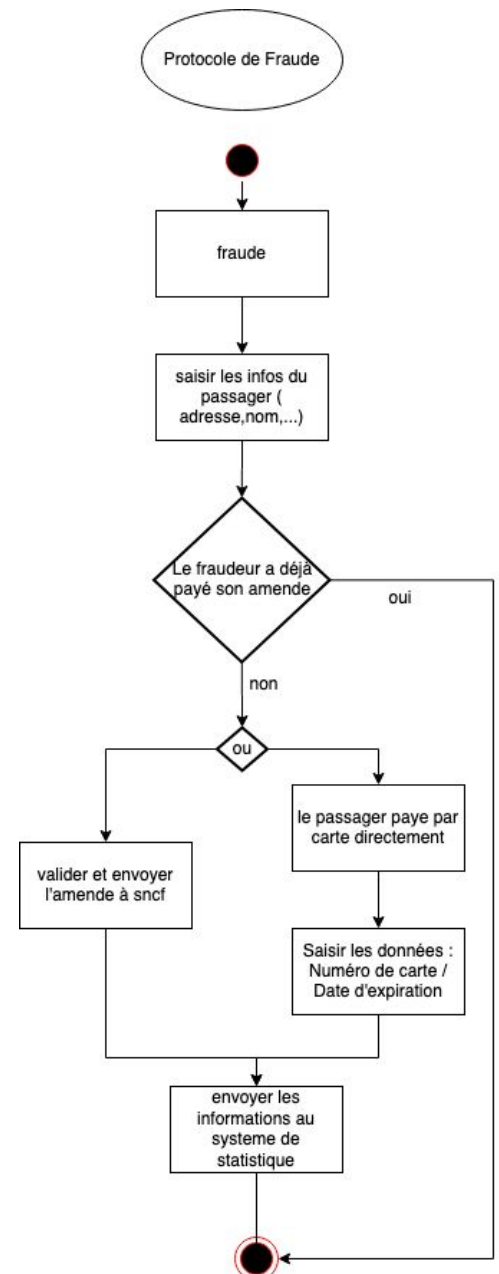 Protocole de Fraude
fraude
saisir les infos du
passager (
adresse,nom,...)
Le fraudeur a déjà
payé son amende
oui
non
ou
le passager paye par
carte directement
valider et envoyer
l'amende à sncf
Saisir les données :
Numéro de carte /
Date d'expiration
envoyer les
informations au
systeme de
statistique